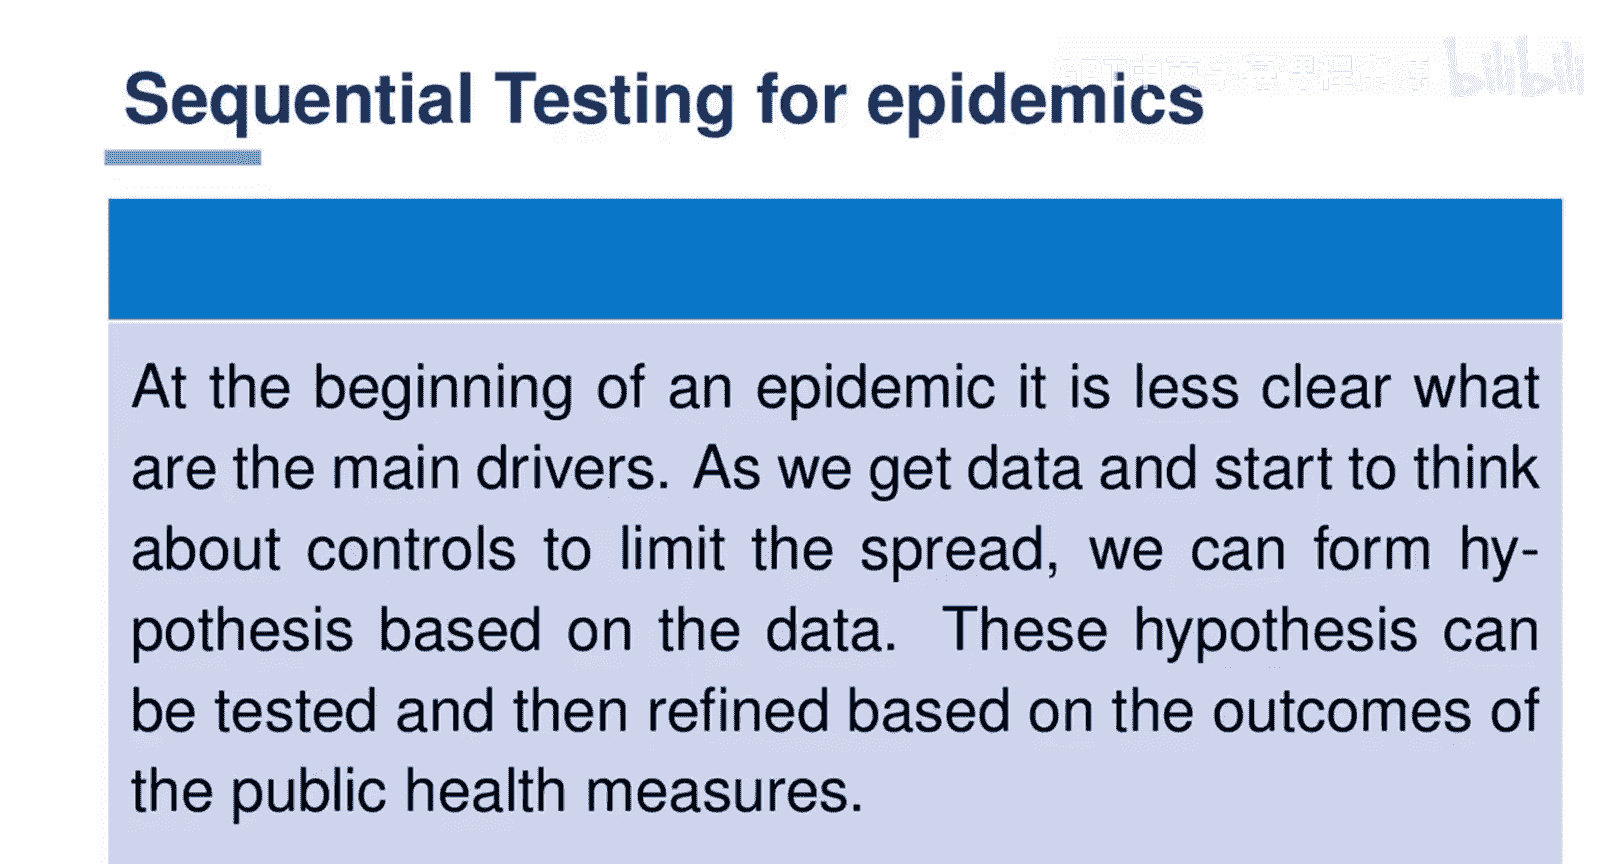 Sequential Testing for epidemics
bilibili
At the beginning of an epidemic it is less clear what
are the main drivers. As we get data and start to think
about controls to limit the spread, we can form hy-
pothesis based on the data. These hypothesis can
be tested and then refined based on the outcomes of
the public health measures.